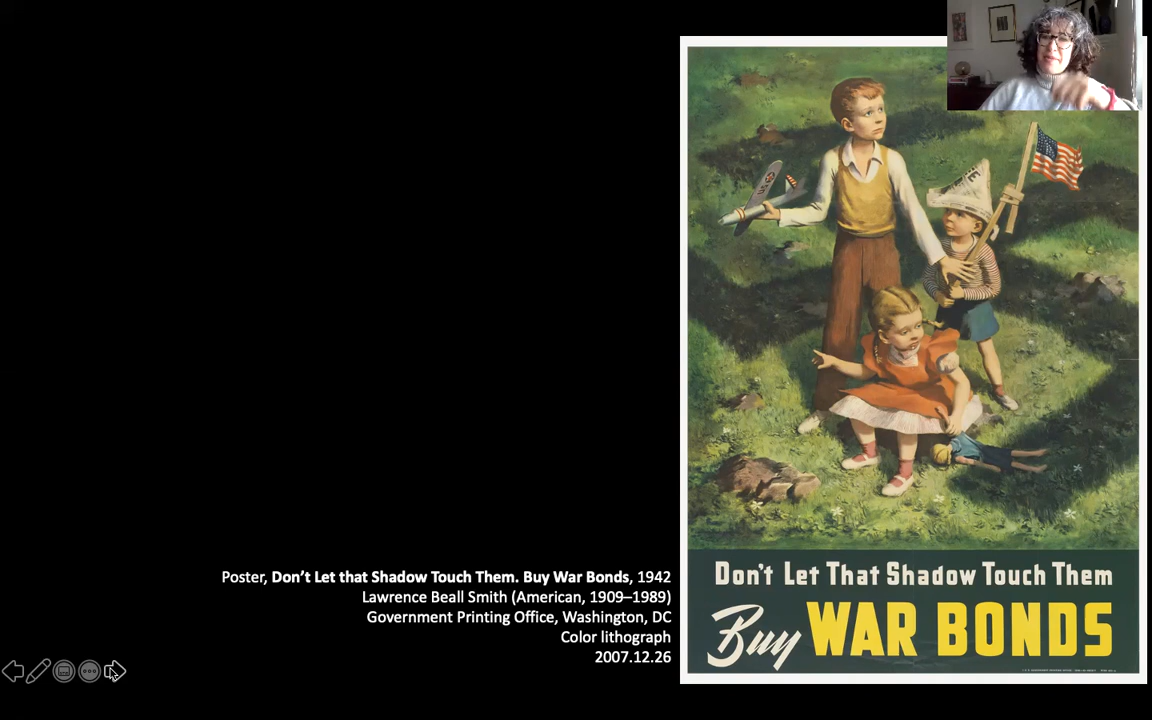 Poster, Don't Let that Shadow Touch Them. Buy War Bonds, 1942
Lawrence Beall Smith (American, 1909–1989)
Government Printing Office, Washington, DC
Color lithograph
2007.12.26
Don't Let That Shadow Touch Them
Buy WAR BONDS